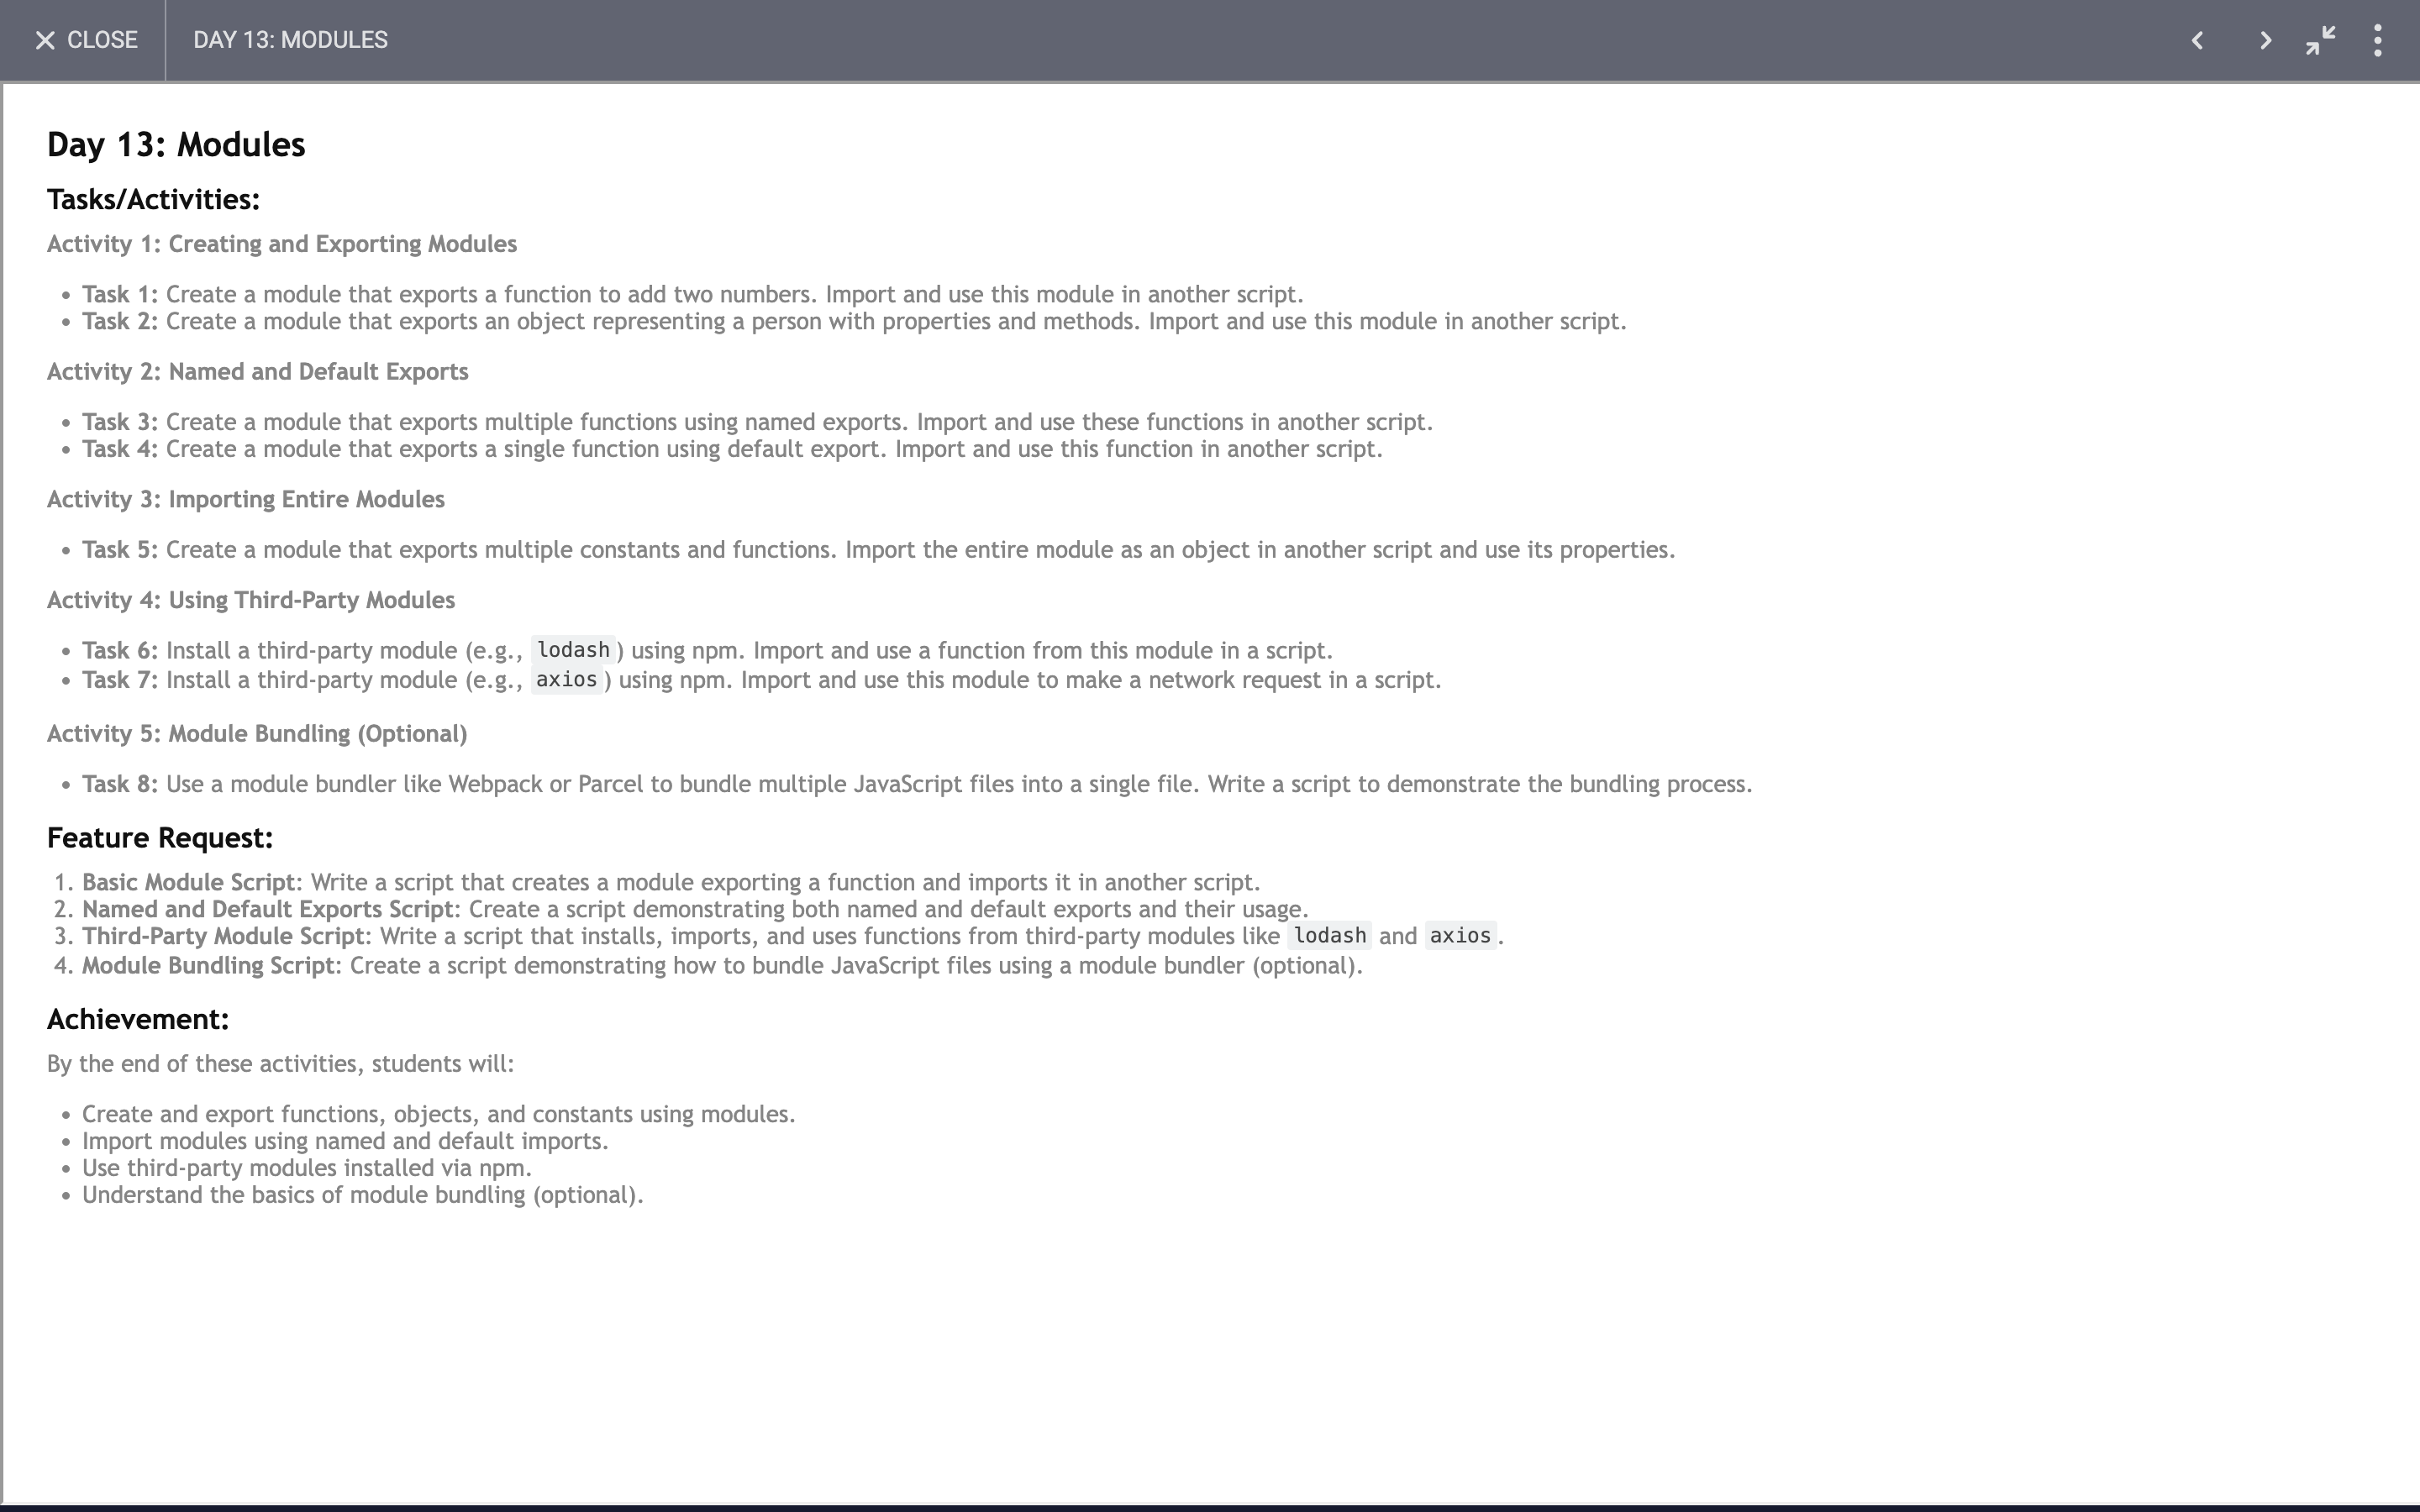 CLOSE
DAY 13: MODULES
Day 13: Modules
Tasks/Activities:
Activity 1: Creating and Exporting Modules
• Task 1: Create a module that exports a function to add two numbers. Import and use this module in another script.
• Task 2: Create a module that exports an object representing a person with properties and methods. Import and use this module in another script.
Activity 2: Named and Default Exports
• Task 3: Create a module that exports multiple functions using named exports. Import and use these functions in another script.
• Task 4: Create a module that exports a single function using default export. Import and use this function in another script.
Activity 3: Importing Entire Modules
• Task 5: Create a module that exports multiple constants and functions. Import the entire module as an object in another script and use its properties.
Activity 4: Using Third-Party Modules
• Task 6: Install a third-party module (e.g., lodash) using npm. Import and use a function from this module in a script.
• Task 7: Install a third-party module (e.g., axios) using npm. Import and use this module to make a network request in a script.
Activity 5: Module Bundling (Optional)
• Task 8: Use a module bundler like Webpack or Parcel to bundle multiple JavaScript files into a single file. Write a script to demonstrate the bundling process.
Feature Request:
1. Basic Module Script: Write a script that creates a module exporting a function and imports it in another script.
2. Named and Default Exports Script: Create a script demonstrating both named and default exports and their usage.
3. Third-Party Module Script: Write a script that installs, imports, and uses functions from third-party modules like lodash and axios.
4. Module Bundling Script: Create a script demonstrating how to bundle JavaScript files using a module bundler (optional).
Achievement:
By the end of these activities, students will:
• Create and export functions, objects, and constants using modules.
• Import modules using named and default imports.
• Use third-party modules installed via npm.
• Understand the basics of module bundling (optional).